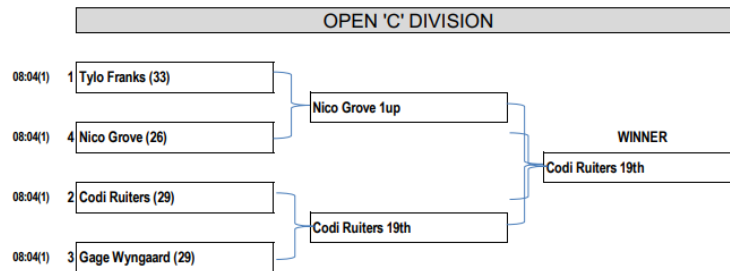 OPEN 'C' DIVISION
08:04(1) 1 Tylo Franks (33)
Nico Grove 1up
08:04(1) 4 Nico Grove (26)
WINNER
Codi Ruiters 19th
08:04(1) 2 Codi Ruiters (29)
Codi Ruiters 19th
08:04(1) 3 Gage Wyngaard (29)